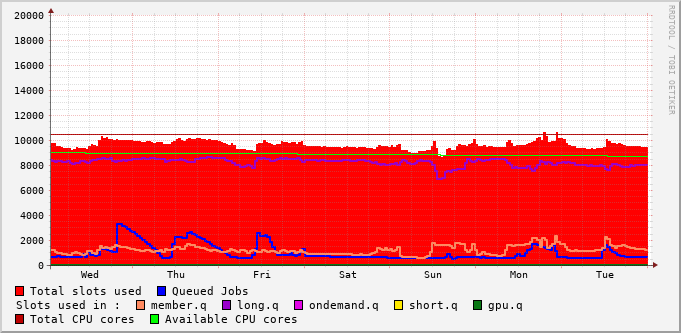 RRDTOOL / TOBI OETIKER
20000
18000
16000
14000
12000
10000
8000
6000
4000
2000
0
Wed Thu Fri Sat Sun Mon Tue
Total slots used Queued Jobs
Slots used in : member.q long.q ondemand.q short.q gpu.q
Total CPU cores Available CPU cores